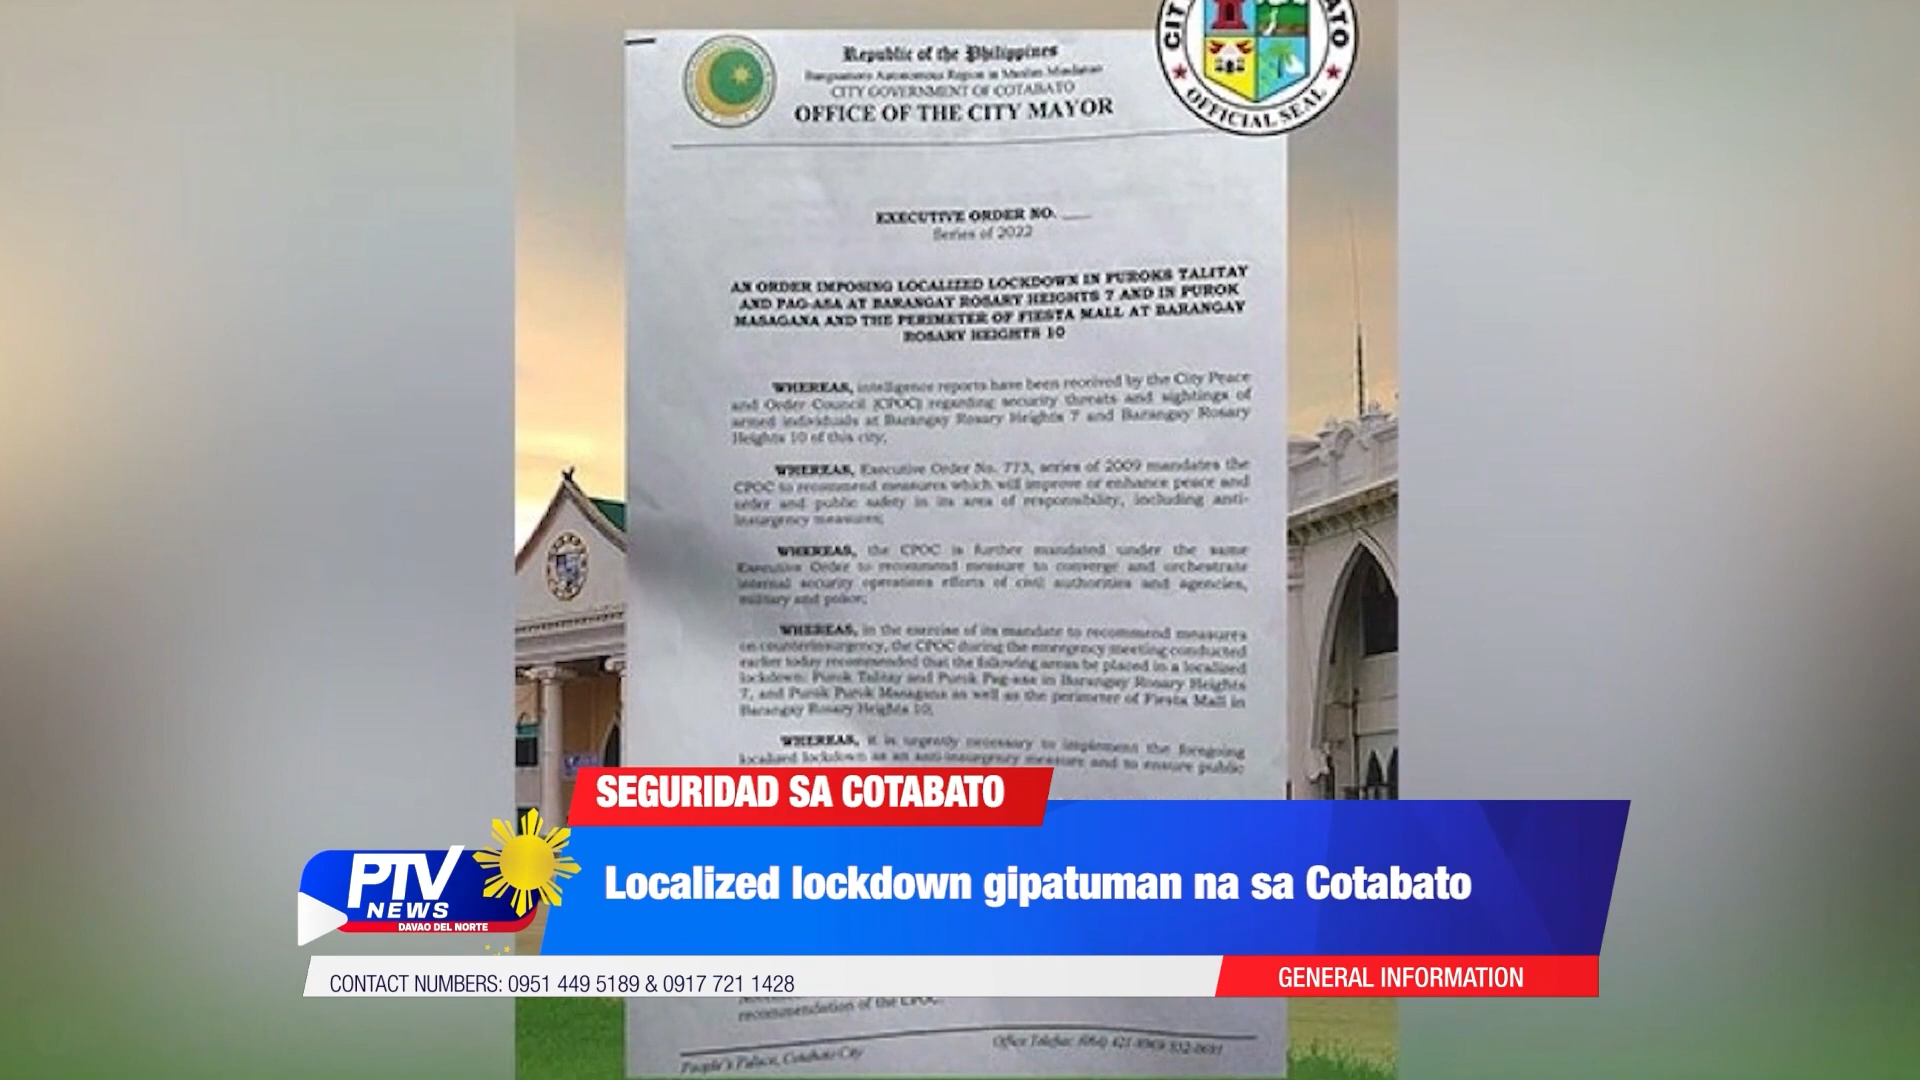 Republic of the Philippines
Bangsamoro Autonomous Region in Muslim Mindanao
CITY GOVERNMENT OF COTABATO
OFFICE OF THE CITY MAYOR
OFFICIAL SEAL
EXECUTIVE ORDER NO. ____
Series of 2022
AN ORDER IMPOSING LOCALIZED LOCKDOWN IN PUROKS TALITAY
AND PAG-ASA AT BARANGAY ROSARY HEIGHTS 7 AND IN PUROK
MASAGANA AND THE PERIMETER OF FIESTA MALL AT BARANGAY
ROSARY HEIGHTS 10
WHEREAS, intelligence reports have been received by the City Peace
and Order Council (CPOC) regarding security threats and sightings of
armed individuals at Barangay Rosary Heights 7 and Barangay Rosary
Heights 10 of this city;
WHEREAS, Executive Order No. 773, series of 2009 mandates the
CPOC to recommend measures which will improve or enhance peace and
order and public safety in its area of responsibility, including anti-
insurgency measures;
WHEREAS, the CPOC is further mandated under the same
Executive Order to recommend measure to converge and orchestrate
internal security operations efforts of civil authorities and agencies,
military and police;
WHEREAS, in the exercise of its mandate to recommend measures
on counterinsurgency, the CPOC during the emergency meeting conducted
earlier today recommended that the following areas be placed in a localized
lockdown: Purok Talitay and Purok Pag-asa in Barangay Rosary Heights
7, and Purok Purok Masagana as well as the perimeter of Fiesta Mall in
Barangay Rosary Heights 10;
WHEREAS, it is urgently necessary to implement the foregoing
localized lockdown as an anti-insurgency measure and to ensure public
SEGURIDAD SA COTABATO
Localized lockdown gipatuman na sa Cotabato
PTV
NEWS
DAVAO DEL NORTE
CONTACT NUMBERS: 0951 449 5189 & 0917 721 1428
GENERAL INFORMATION
recommendation of the CPOC.
Office Telefax: (064) 421
People's Palace, Cotabato City